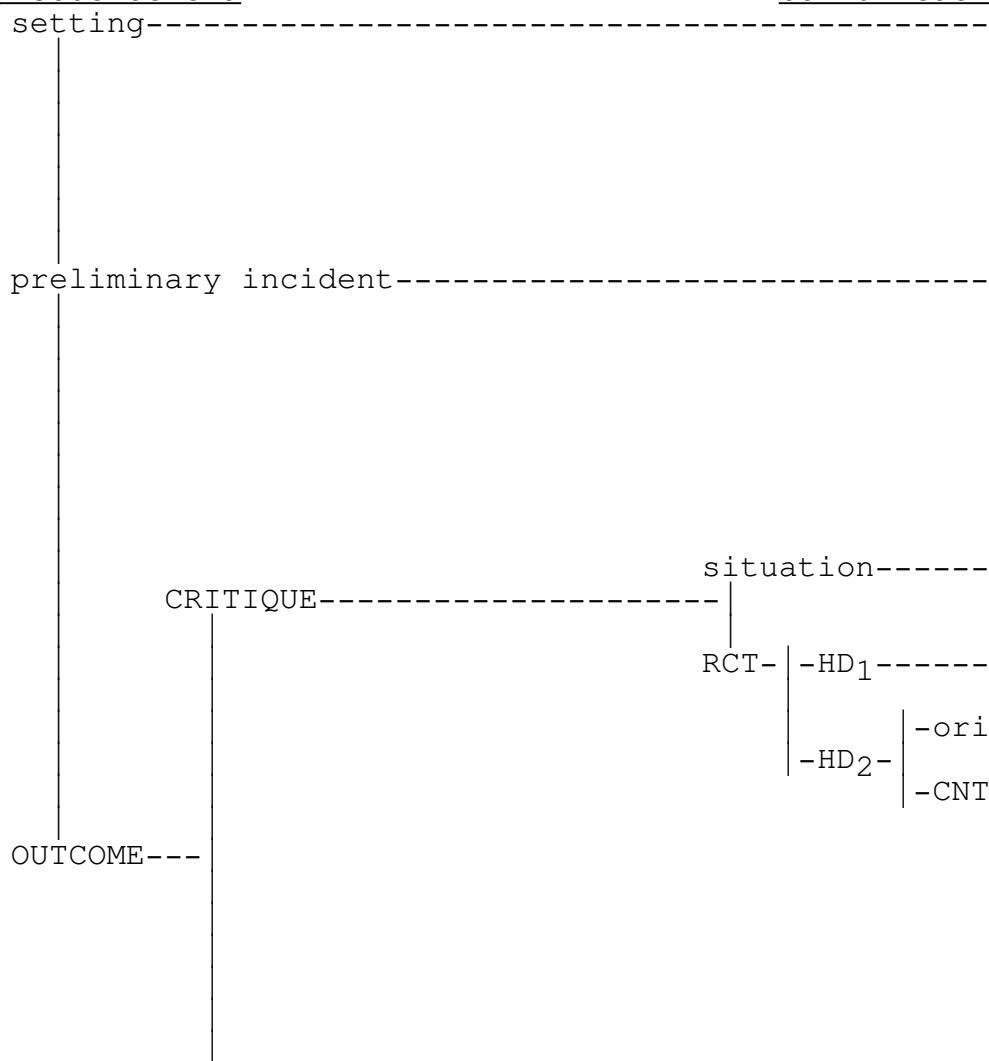 setting------------------------------------------
preliminary incident------------------------------
situation------
CRITIQUE---------------------
RCT- -HD1------
-ori
-HD2-
-CNT
OUTCOME---